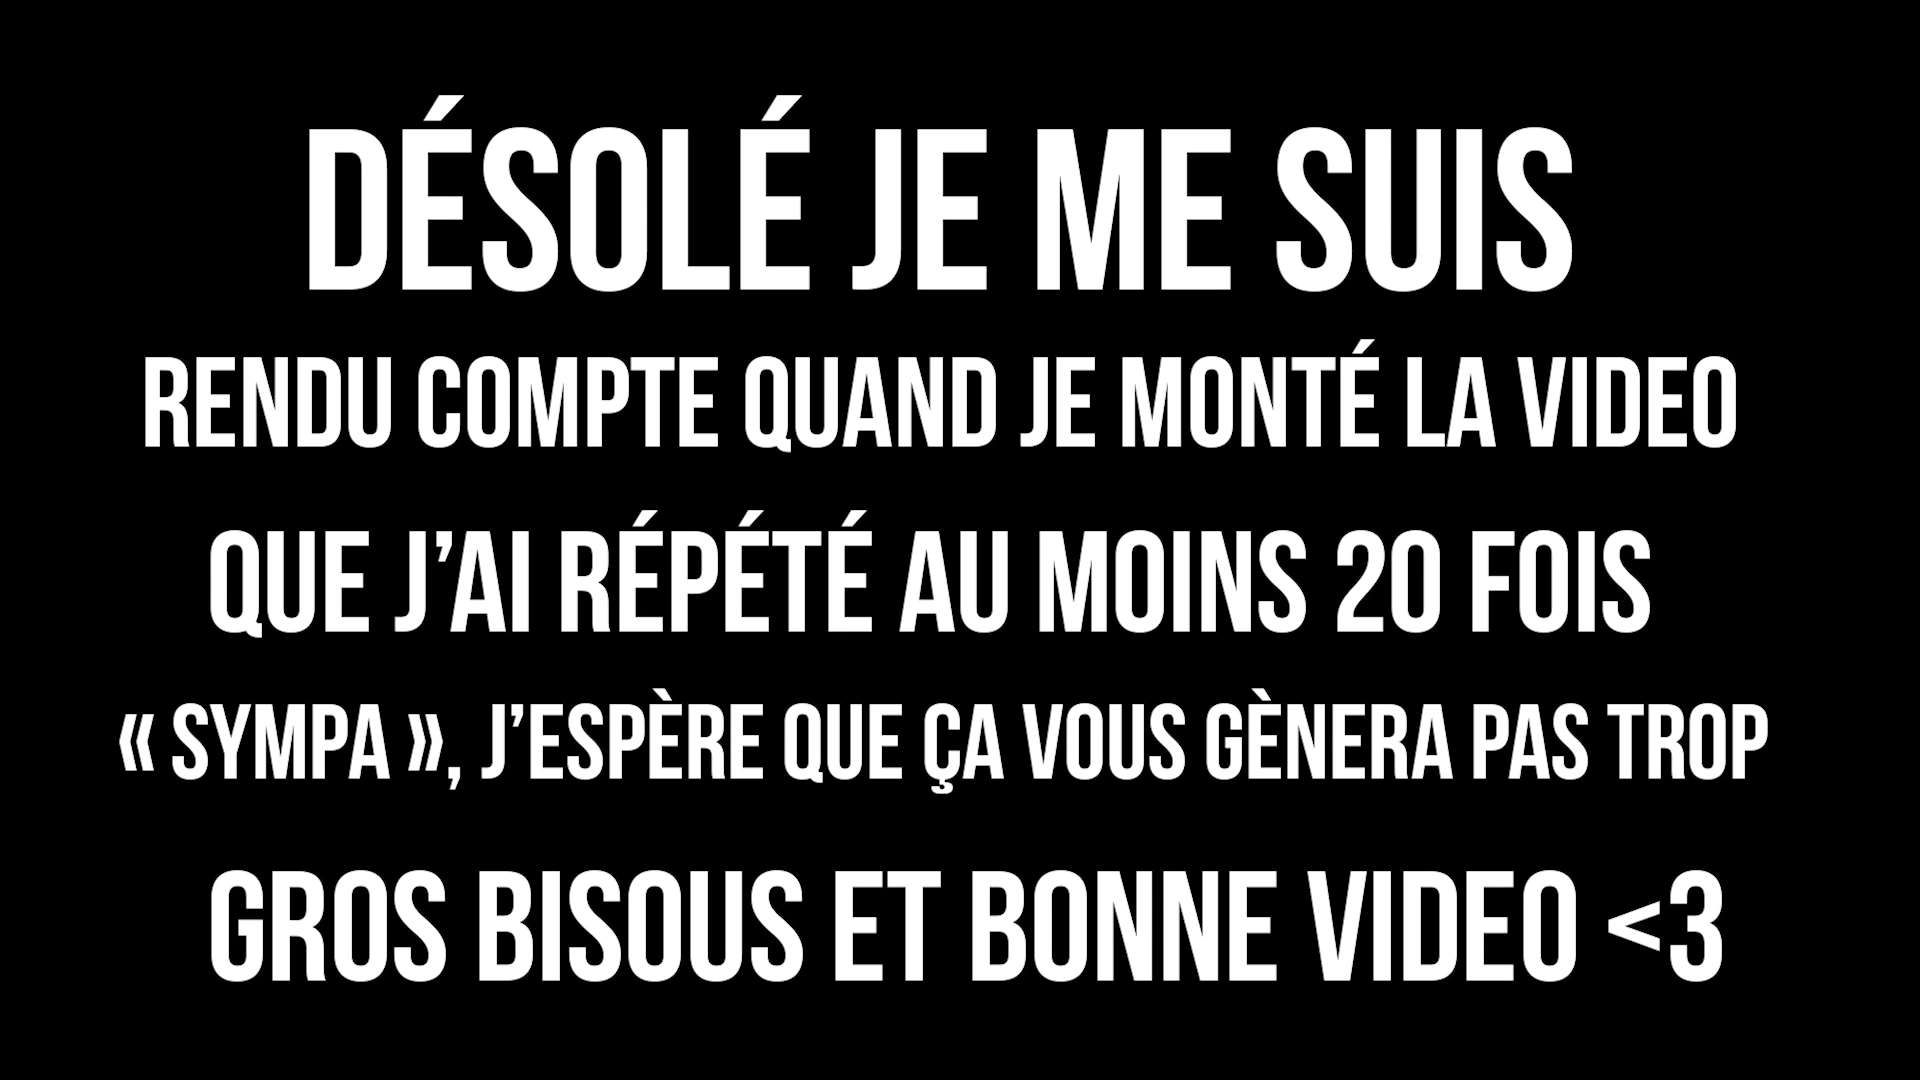 DÉSOLÉ JE ME SUIS
RENDU COMPTE QUAND JE MONTÉ LA VIDEO
QUE J’AI RÉPÉTÉ AU MOINS 20 FOIS
« SYMPA », J’ESPÈRE QUE ÇA VOUS GÈNERA PAS TROP
GROS BISOUS ET BONNE VIDEO <3